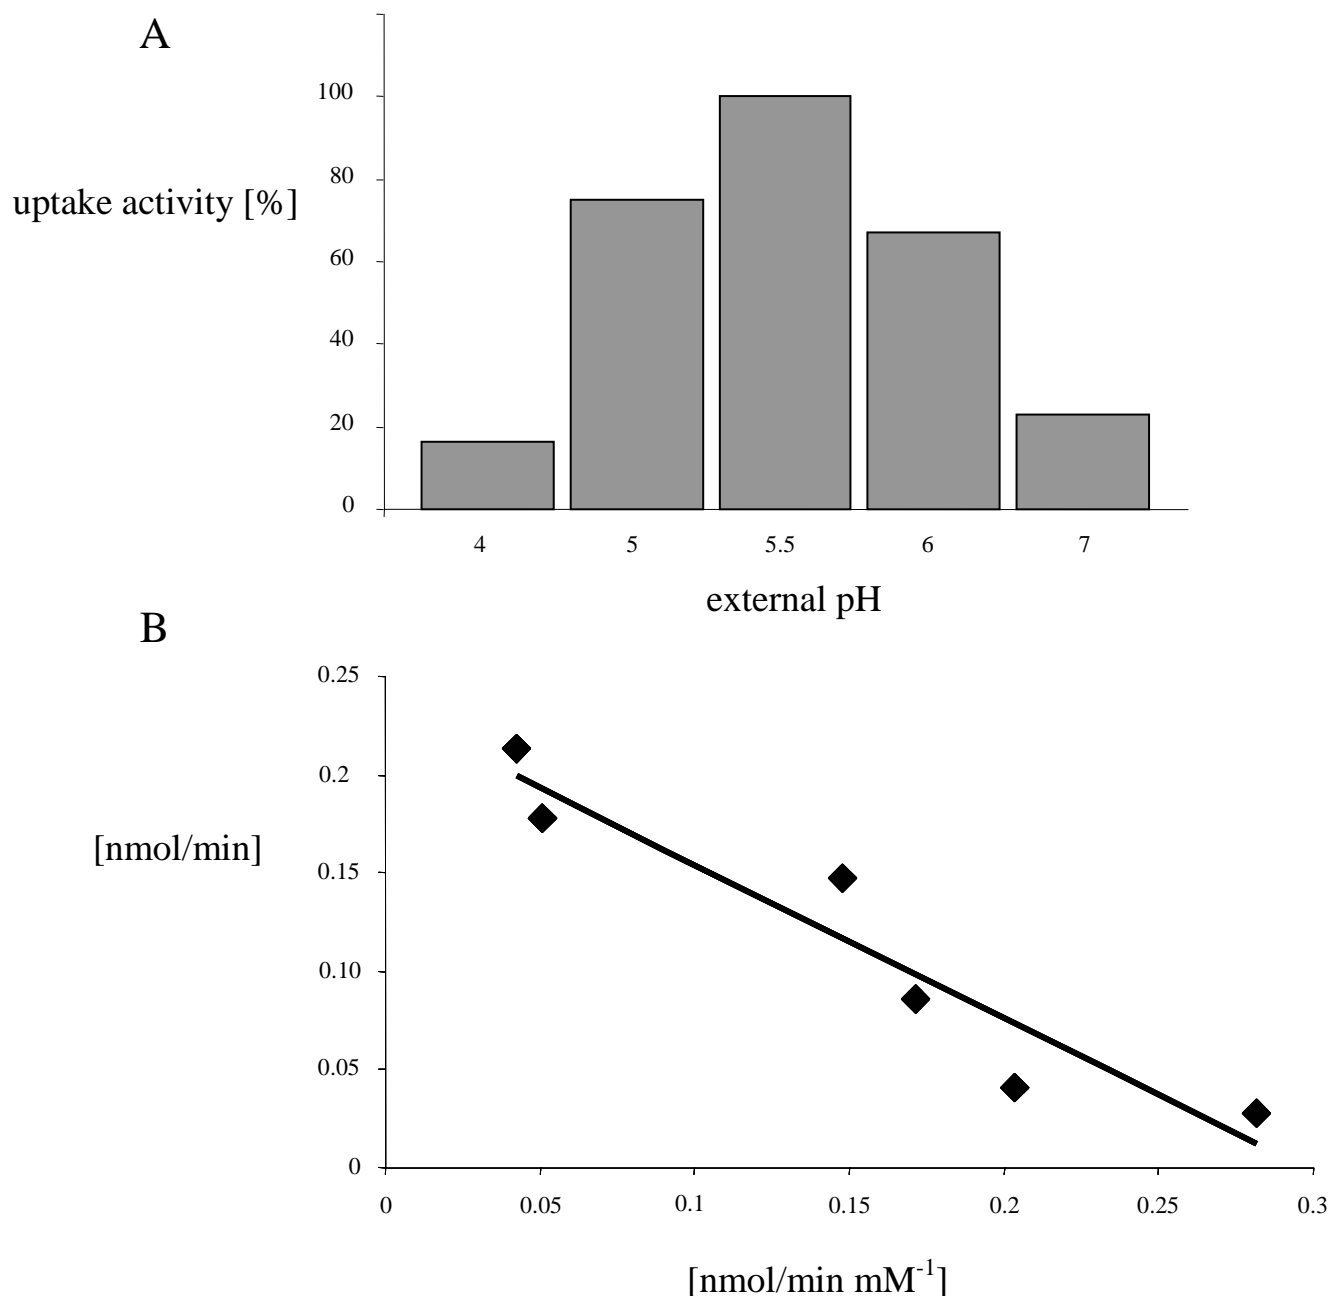 A
100
80
uptake activity [%]
60
40
20
0
4 5 5.5 6 7
external pH
B
0.25
0.2
[nmol/min]
0.15
0.10
0.05
0
0 0.05 0.1 0.15 0.2 0.25 0.3
[nmol/min mM⁻¹]